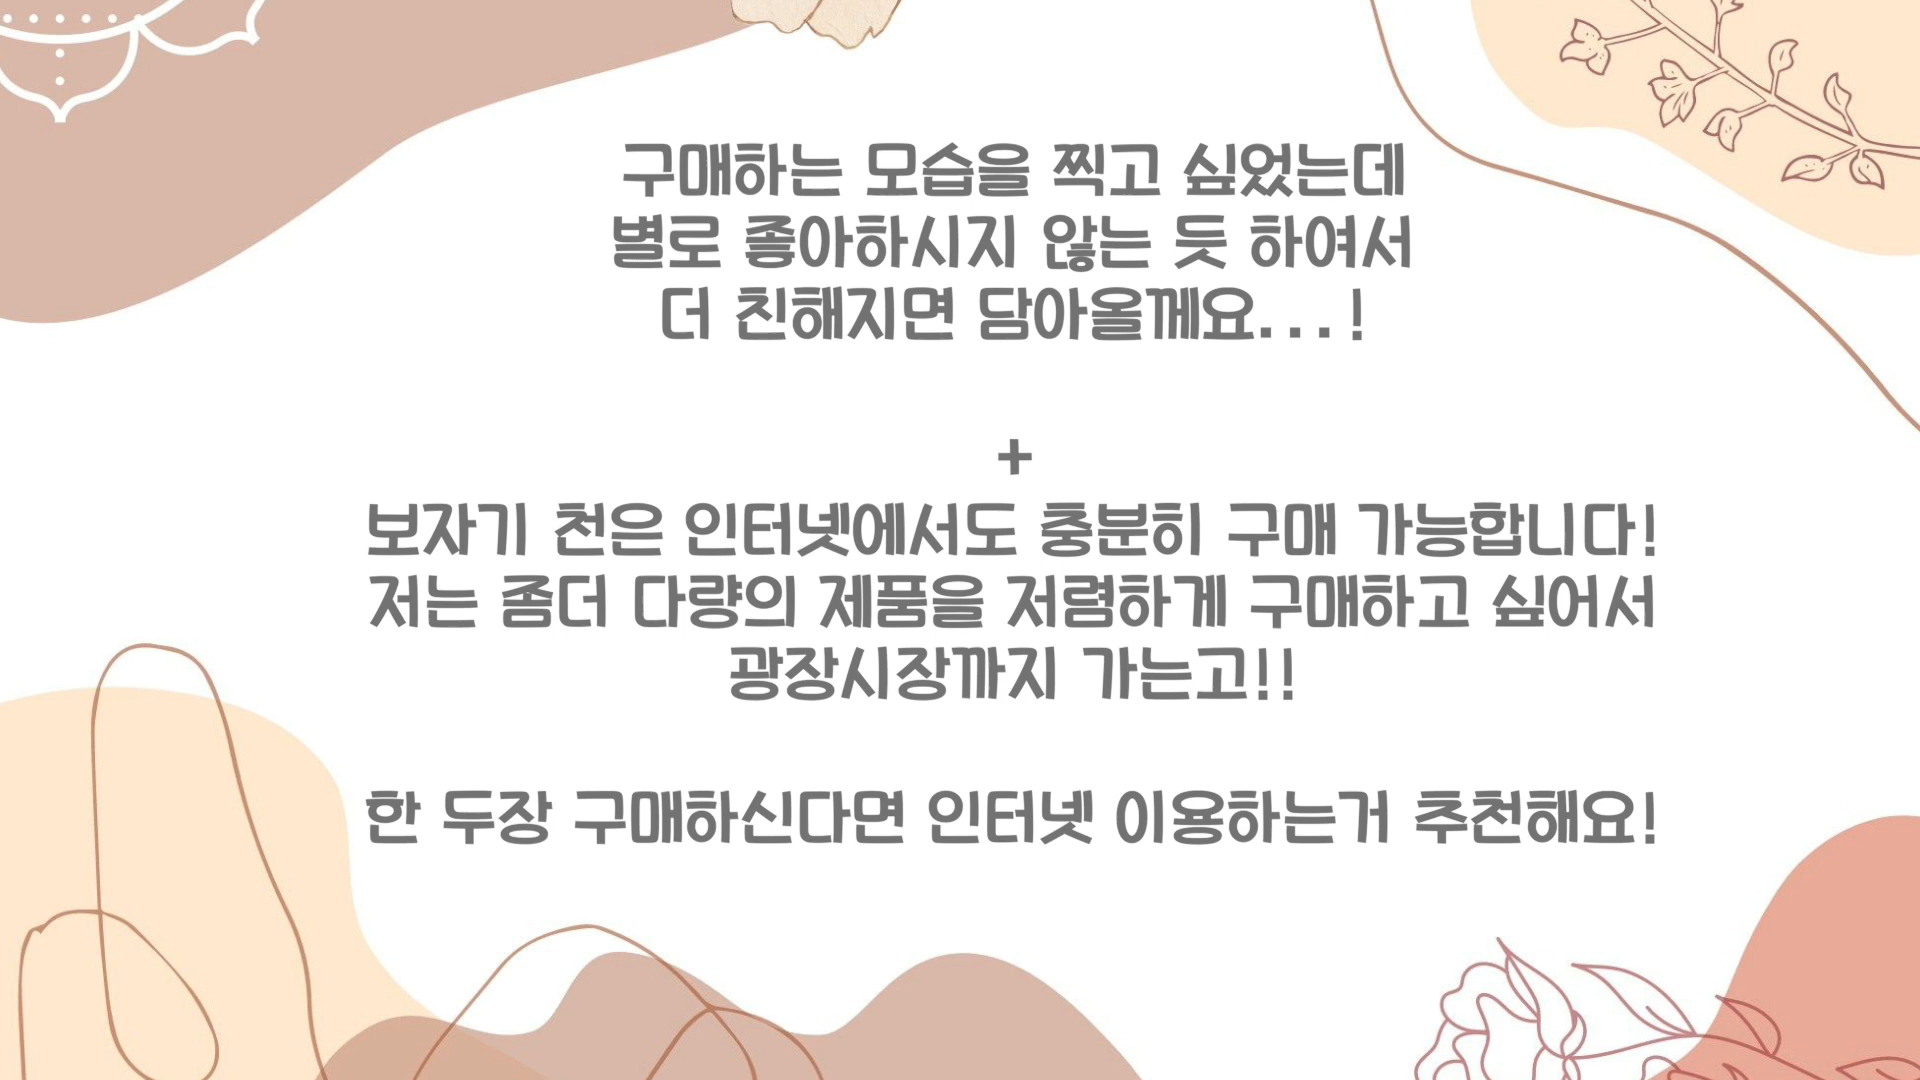 구매하는 모습을 찍고 싶었는데
별로 좋아하시지 않는 듯 하여서
더 친해지면 담아올께요...!
+
보자기 천은 인터넷에서도 충분히 구매 가능합니다!
저는 좀더 다량의 제품을 저렴하게 구매하고 싶어서
광장시장까지 가는고!!
한 두장 구매하신다면 인터넷 이용하는거 추천해요!